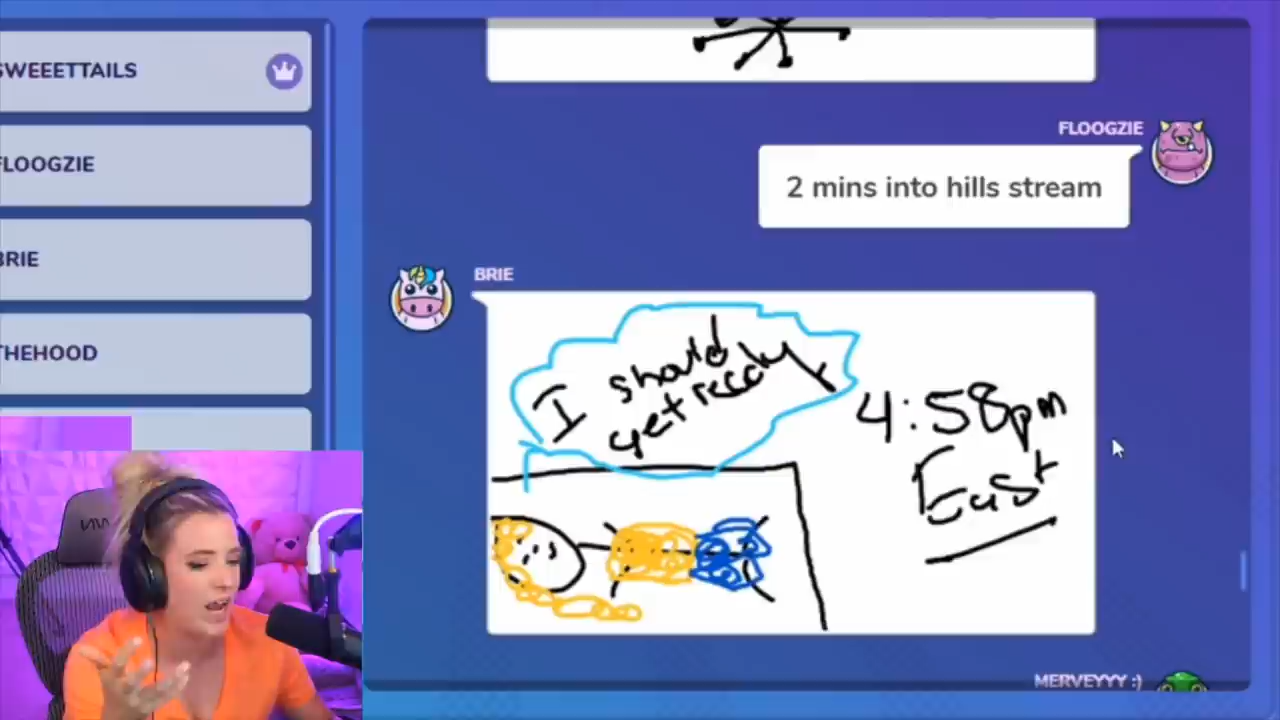 SWEEETTAILS
FLOOGZIE
BRIE
THEHOOD
FLOOGZIE
2 mins into hills stream
BRIE
I should
get ready
4:58pm
East
MERVEYYY :)